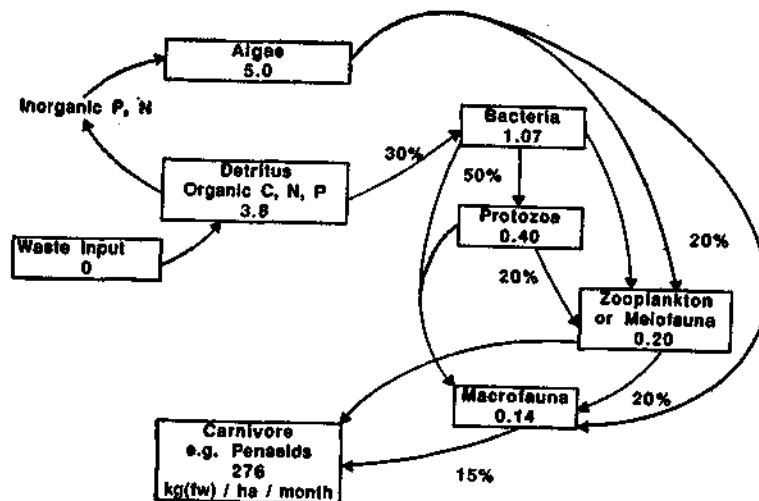 Algae
5.0
Inorganic P, N
Bacteria
1.07
30%
Detritus
Organic C, N, P
3.8
50%
Protozoa
0.40
Waste Input
0
20%
20%
Zooplankton
or Meiofauna
0.20
Macrofauna
0.14
20%
Carnivore
e.g. Penaeids
276
kg(fw) / ha / month
15%